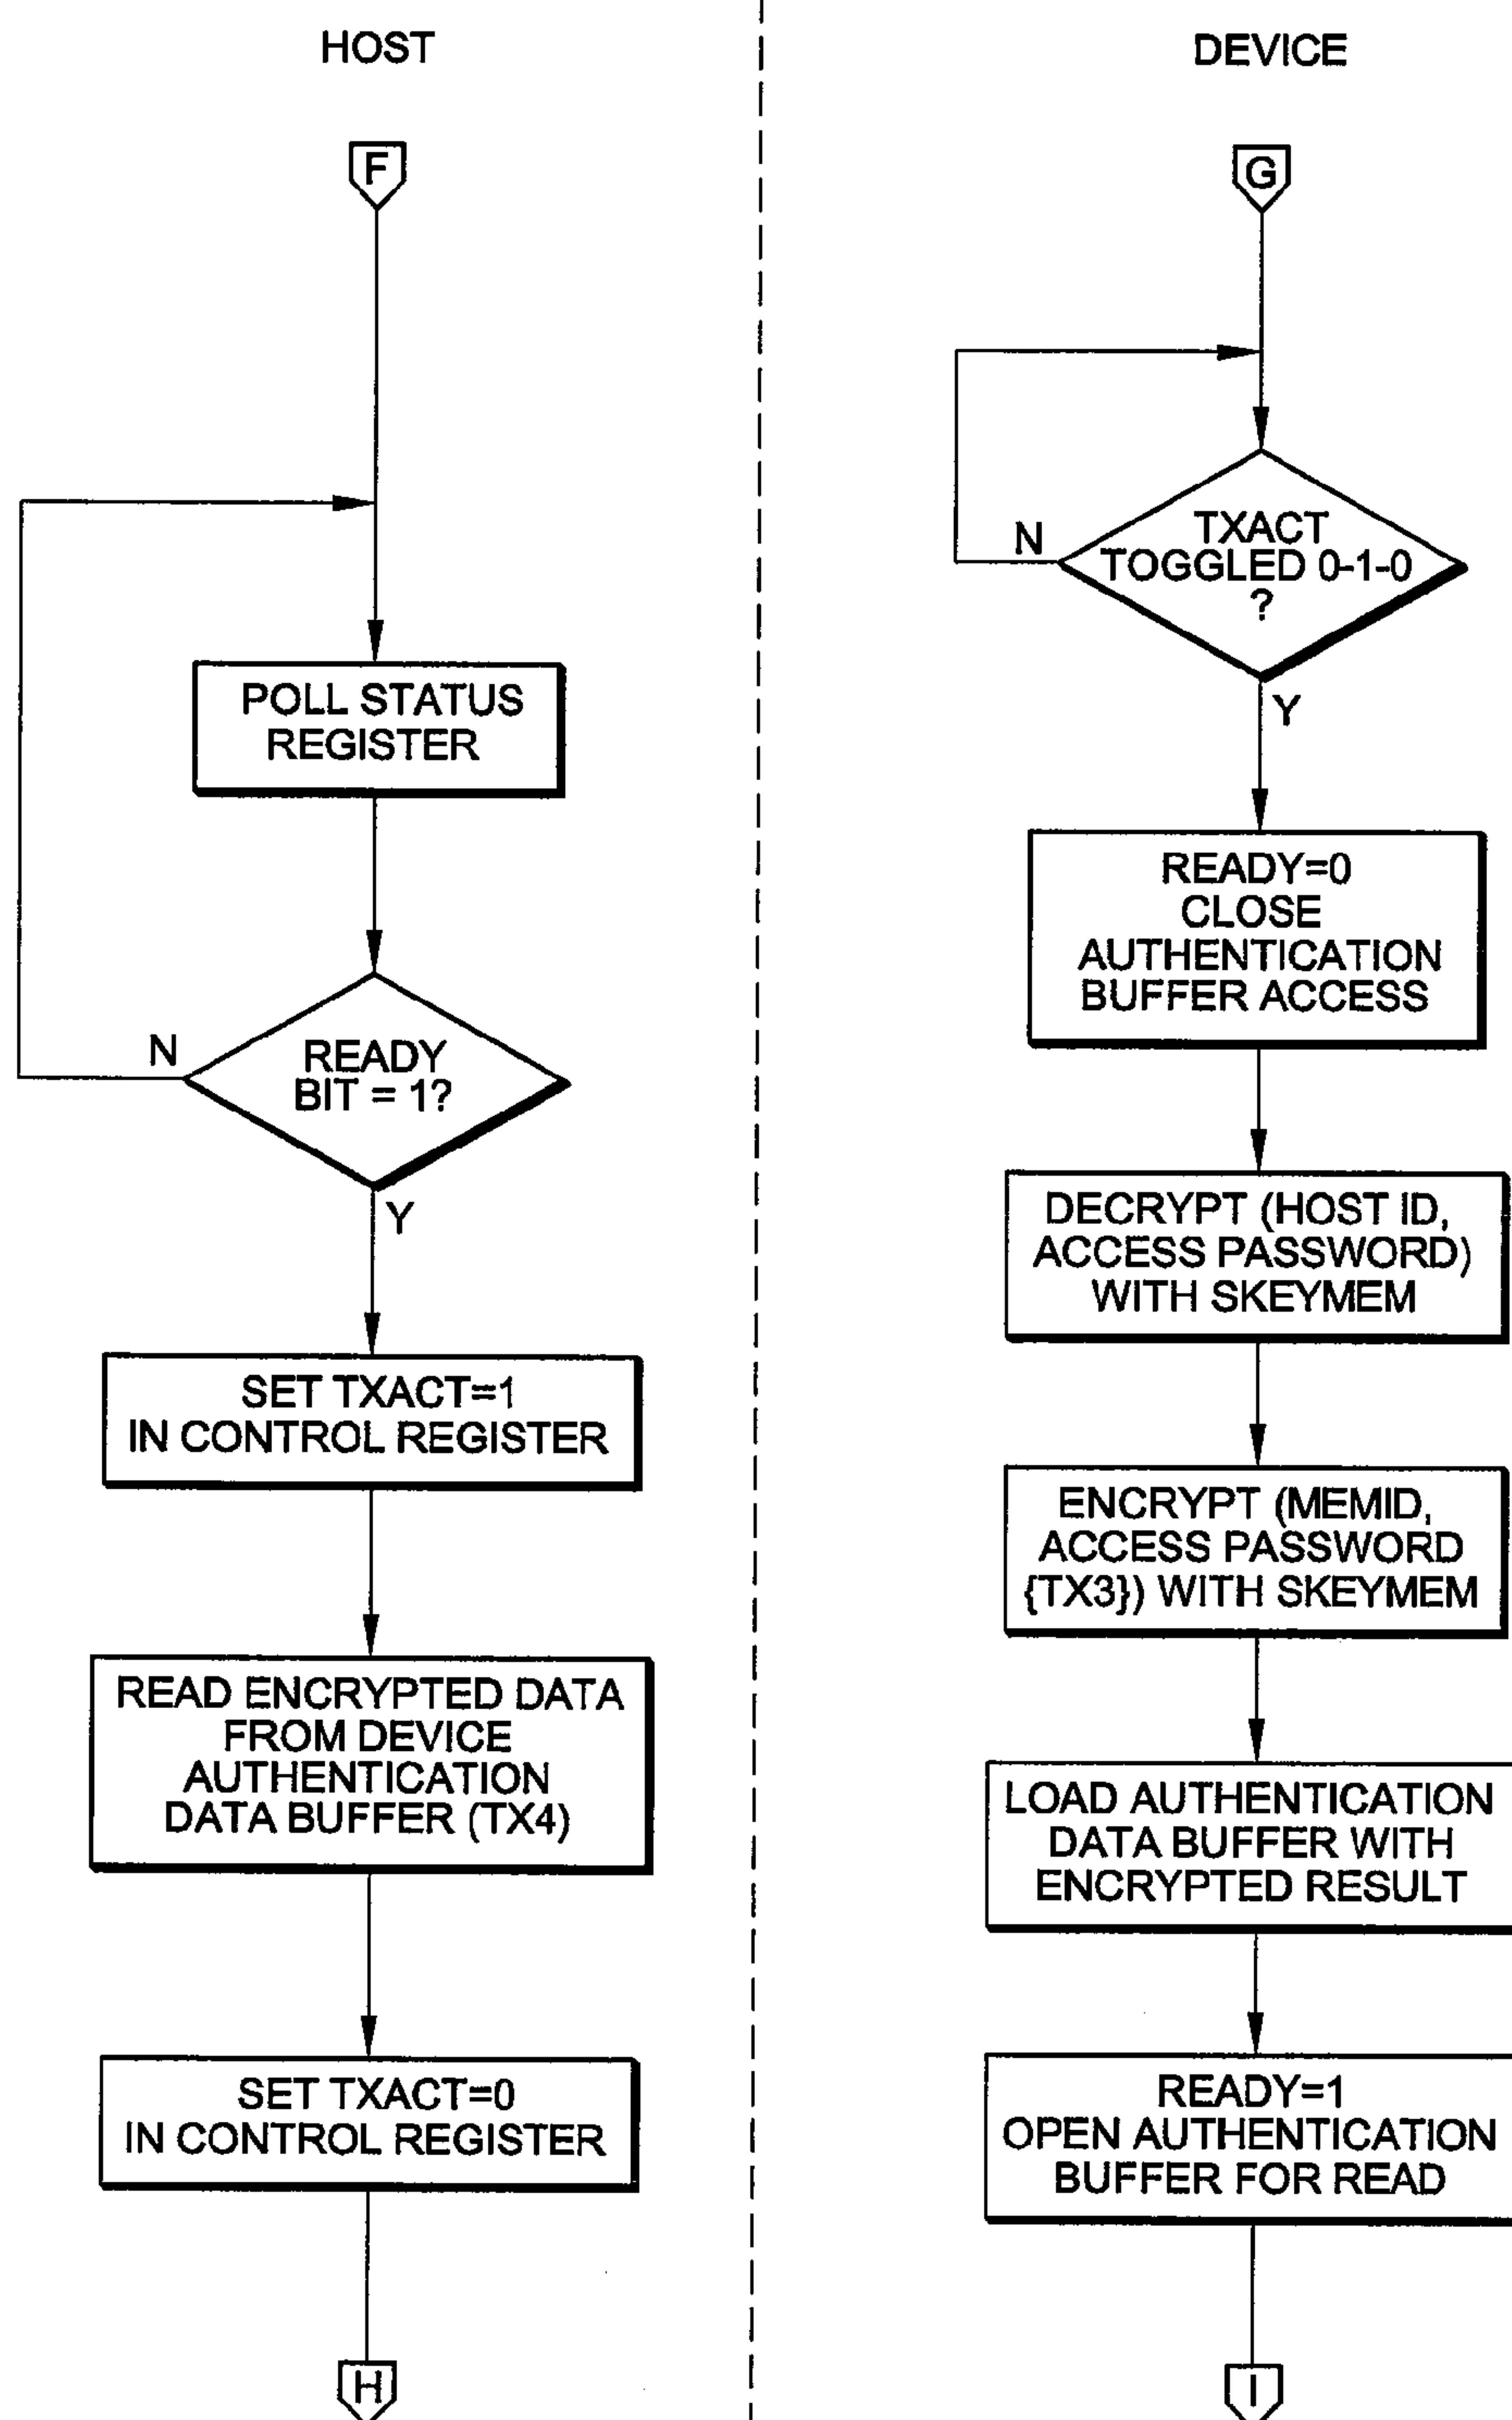 HOST
F
POLL STATUS
REGISTER
N
READY
BIT = 1?
Y
SET TXACT=1
IN CONTROL REGISTER
READ ENCRYPTED DATA
FROM DEVICE
AUTHENTICATION
DATA BUFFER (TX4)
SET TXACT=0
IN CONTROL REGISTER
H
DEVICE
G
N
TXACT
TOGGLED 0-1-0
?
Y
READY=0
CLOSE
AUTHENTICATION
BUFFER ACCESS
DECRYPT (HOST ID,
ACCESS PASSWORD)
WITH SKEYMEM
ENCRYPT (MEMID,
ACCESS PASSWORD
{TX3}) WITH SKEYMEM
LOAD AUTHENTICATION
DATA BUFFER WITH
ENCRYPTED RESULT
READY=1
OPEN AUTHENTICATION
BUFFER FOR READ
I